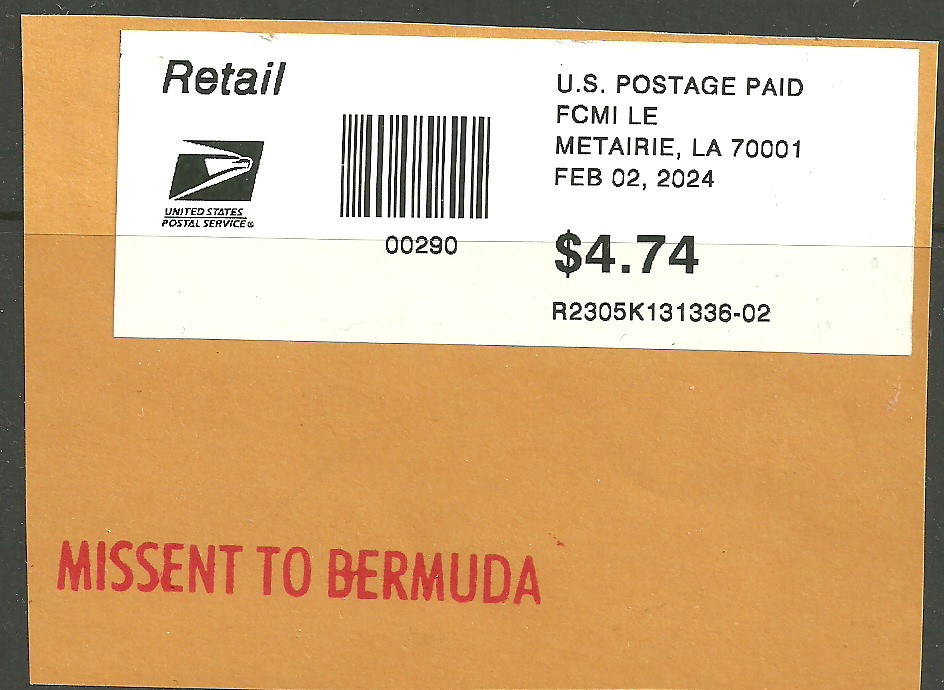 Retail
UNITED STATES
POSTAL SERVICE®
00290
U.S. POSTAGE PAID
FCMI LE
METAIRIE, LA 70001
FEB 02, 2024
$4.74
R2305K131336-02
MISSENT TO BERMUDA